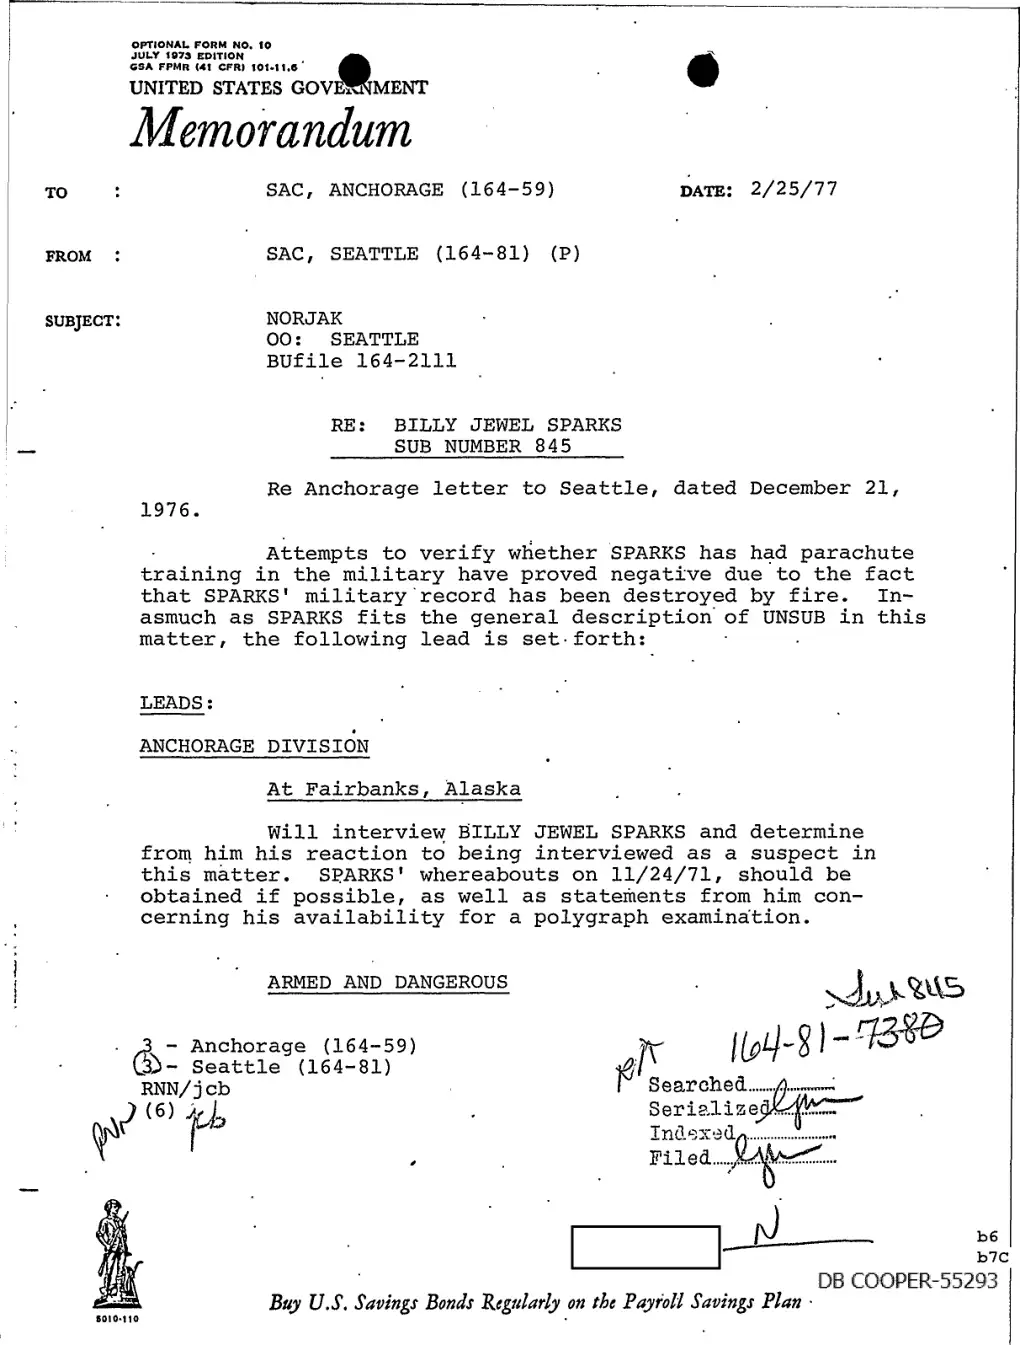 OPTIONAL FORM NO. 10
JULY 1973 EDITION
GSA FPMR (41 CFR) 101-11.6
UNITED STATES GOVERNMENT
Memorandum
TO : SAC, ANCHORAGE (164-59) DATE: 2/25/77
FROM : SAC, SEATTLE (164-81) (P)
SUBJECT: NORJAK
OO: SEATTLE
BUfile 164-2111
RE: BILLY JEWEL SPARKS
SUB NUMBER 845
Re Anchorage letter to Seattle, dated December 21,
1976.
Attempts to verify whether SPARKS has had parachute
training in the military have proved negative due to the fact
that SPARKS' military record has been destroyed by fire. In-
asmuch as SPARKS fits the general description of UNSUB in this
matter, the following lead is set forth:
LEADS:
ANCHORAGE DIVISION
At Fairbanks, Alaska
Will interview BILLY JEWEL SPARKS and determine
from him his reaction to being interviewed as a suspect in
this matter. SPARKS' whereabouts on 11/24/71, should be
obtained if possible, as well as statements from him con-
cerning his availability for a polygraph examination.
ARMED AND DANGEROUS
Sub 845
164-81-7380
3 - Anchorage (164-59)
3 - Seattle (164-81)
RNN/jcb
(6) jcb
Searched
Serialized
Indexed
Filed
N
b6
b7C
DB COOPER-55293
Buy U.S. Savings Bonds Regularly on the Payroll Savings Plan
5010-110